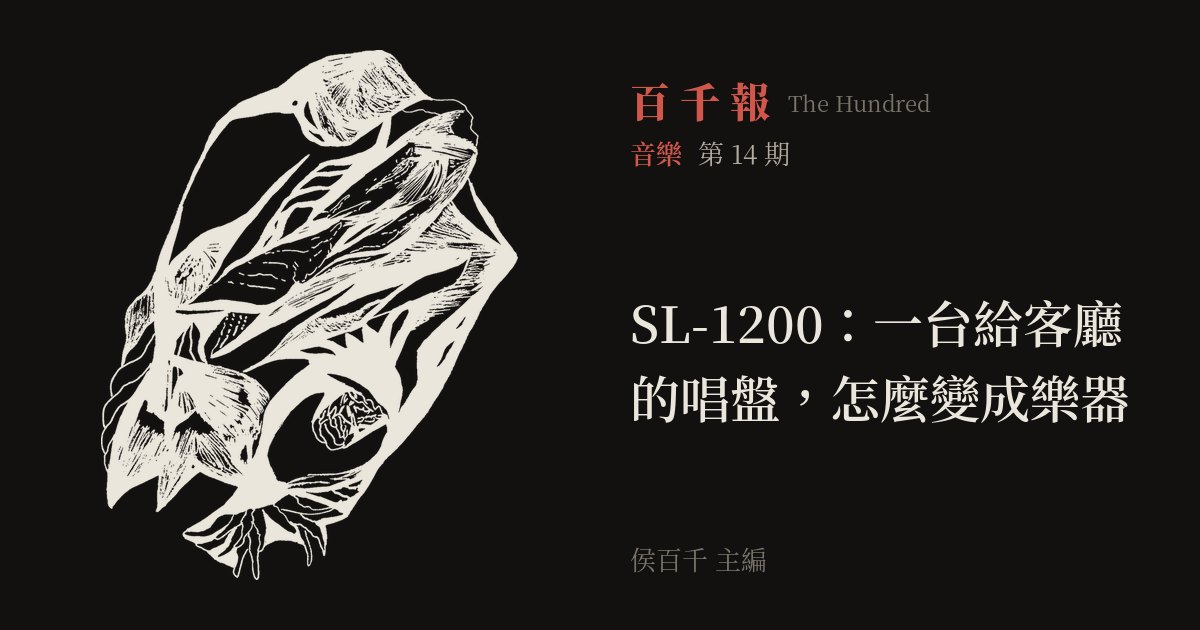 百千報 The Hundred
音樂 第 14 期
SL-1200：一台給客廳
的唱盤，怎麼變成樂器
侯百千 主編